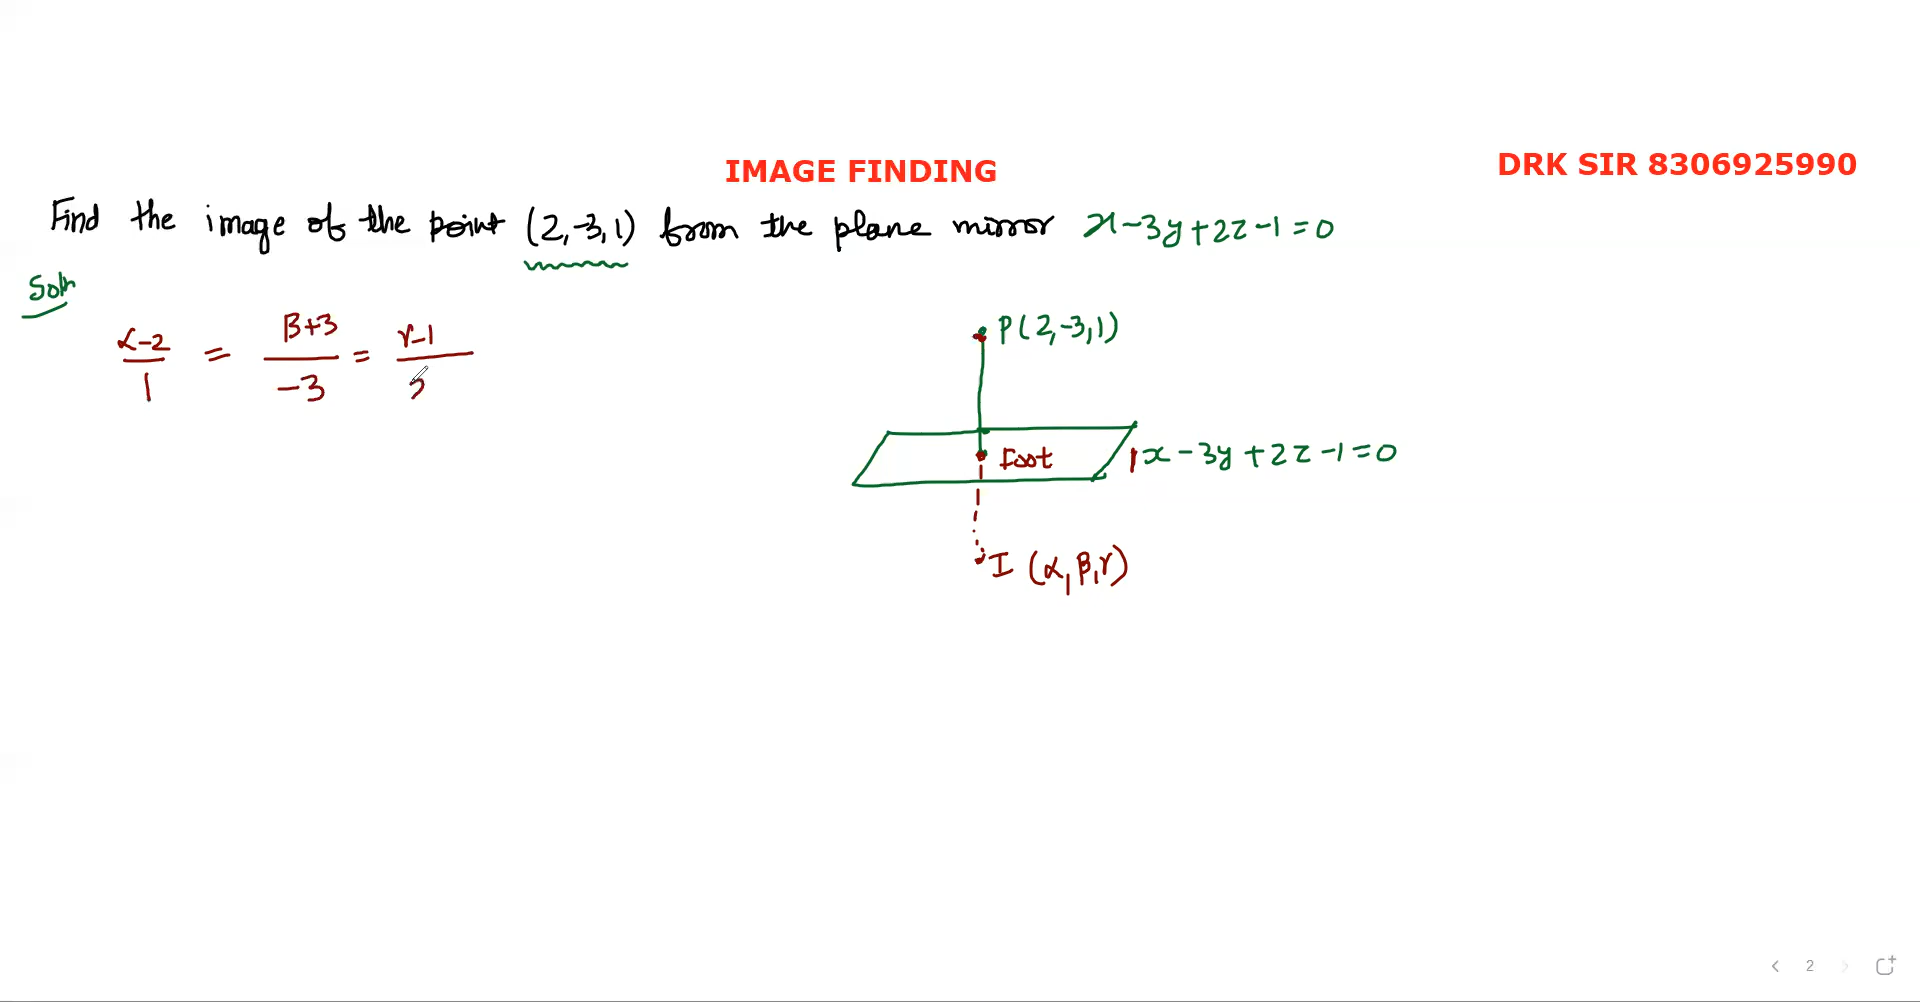 IMAGE FINDING
DRK SIR 8306925990
Find the image of the point (2,-3,1) from the plane mirror x-3y+2z-1=0
Soln
α-2/1 = β+3/-3 = γ-1/
P(2,-3,1)
Foot
1x-3y+2z-1=0
I (α,β,γ)
2